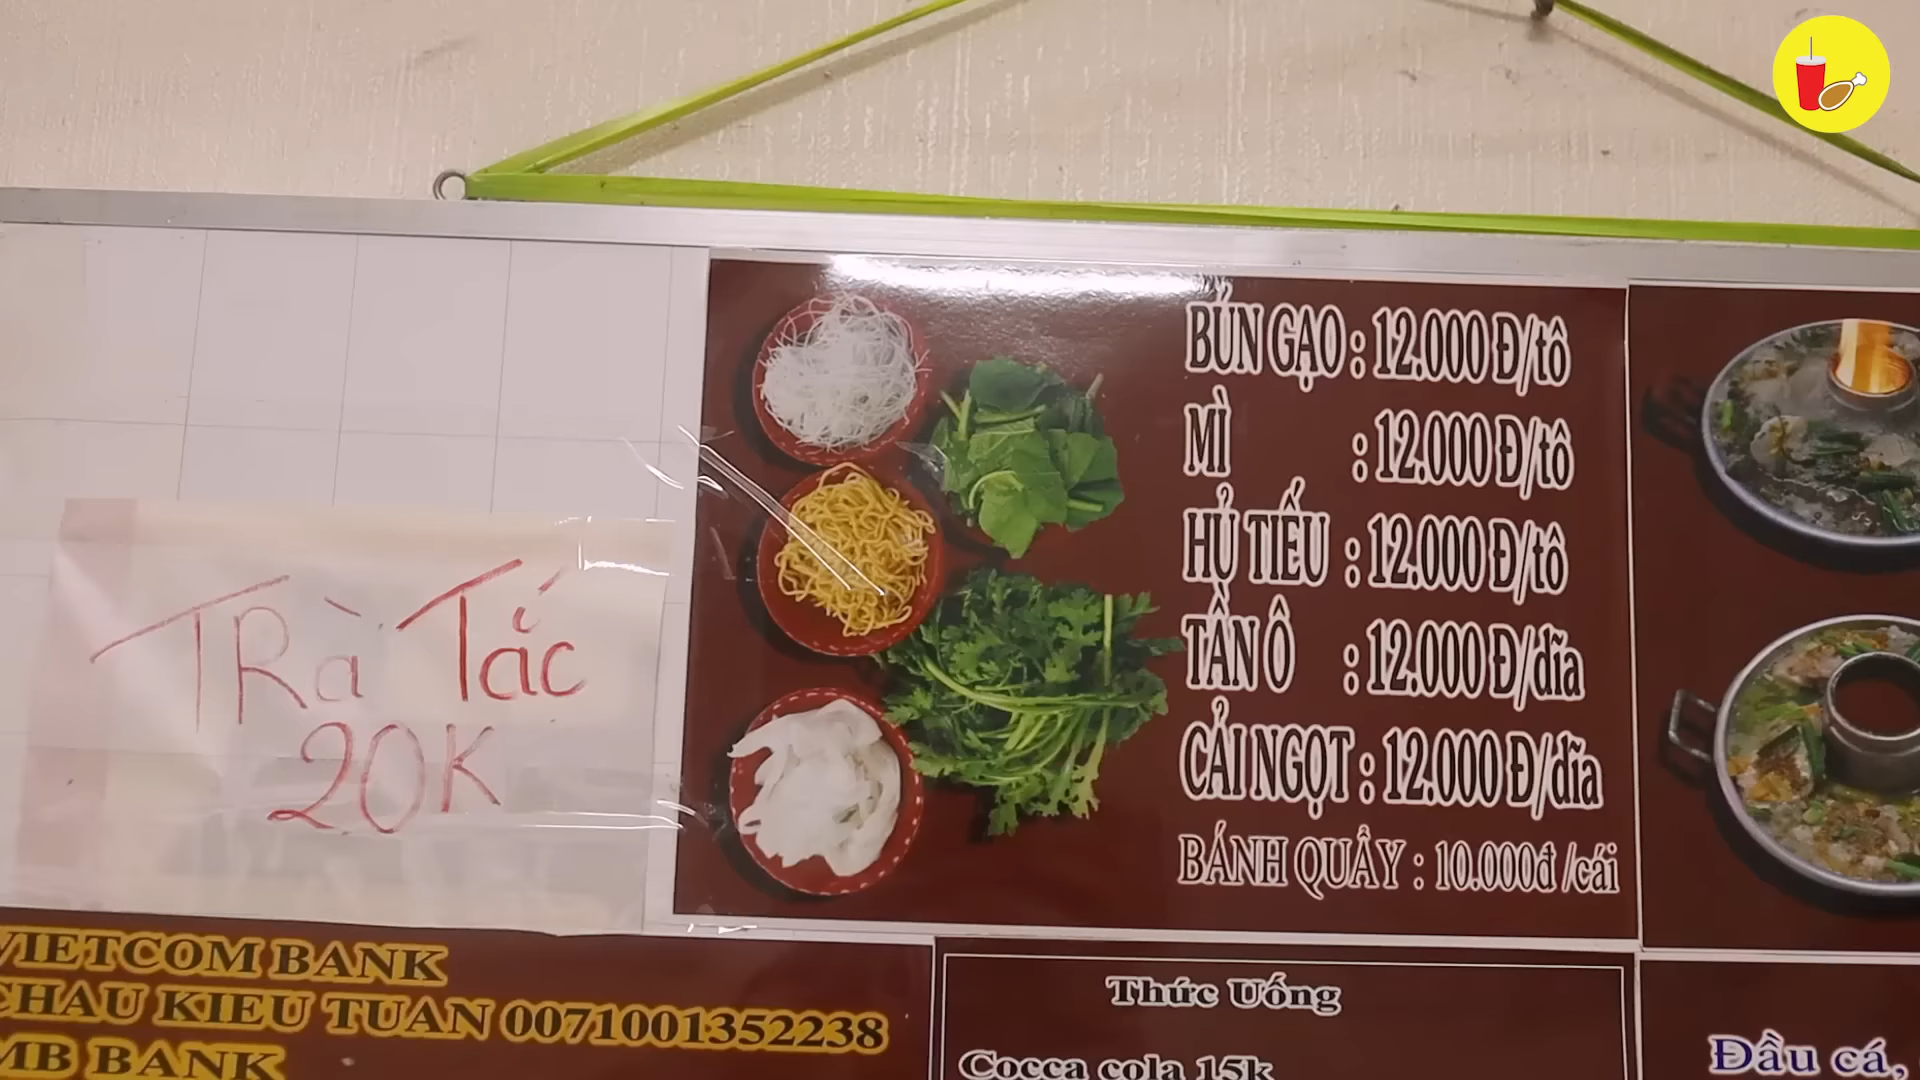 BÚN GẠO : 12.000 Đ/tô
MÌ : 12.000 Đ/tô
HỦ TIẾU : 12.000 Đ/tô
TẦN Ô : 12.000 Đ/dĩa
CẢI NGỌT : 12.000 Đ/dĩa
BÁNH QUẨY : 10.000đ /cái
TRà Tắc
20K
VIETCOM BANK
CHAU KIEU TUAN 0071001352238
MB BANK
Thức Uống
Cocca cola 15k
Đầu cá,